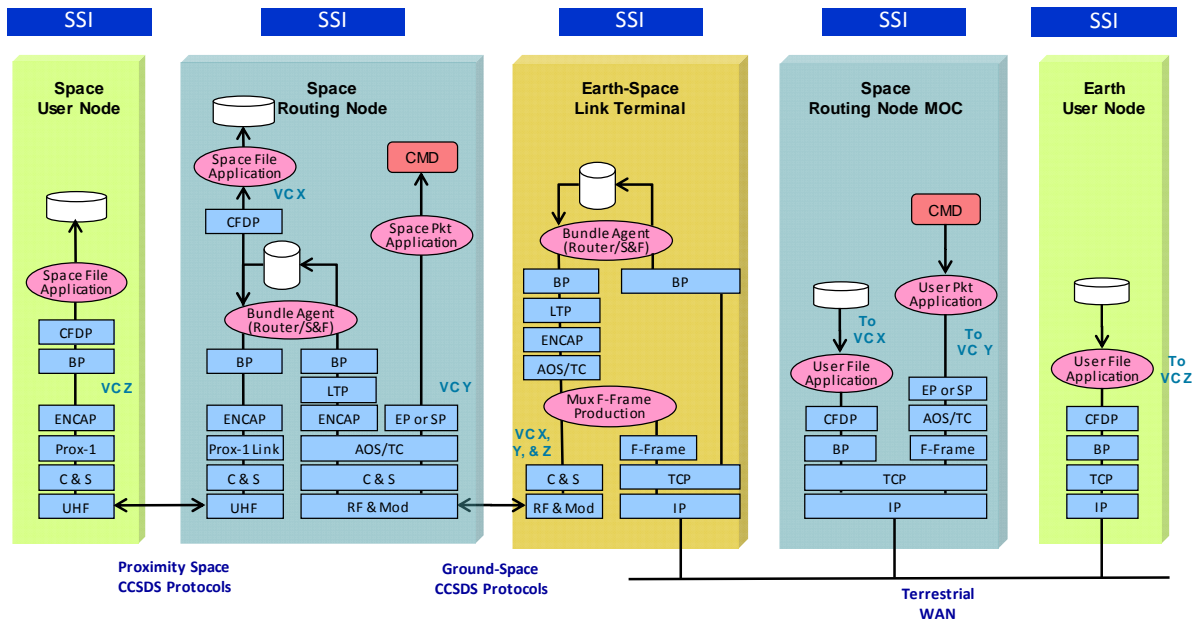 SSI
SSI
SSI
SSI
SSI
Space
User Node
Space File
Application
CFDP
BP
VC Z
ENCAP
Prox-1
C & S
UHF
Space
Routing Node
Space File
Application
VC X
CFDP
CMD
Space Pkt
Application
Bundle Agent
(Router/S&F)
BP
BP
LTP
VC Y
ENCAP
ENCAP
EP or SP
Prox-1 Link
AOS/TC
C & S
C & S
UHF
RF & Mod
Earth-Space
Link Terminal
Bundle Agent
(Router/S&F)
BP
BP
LTP
ENCAP
AOS/TC
Mux F-Frame
Production
VC X,
Y, & Z
F-Frame
C & S
TCP
RF & Mod
IP
Space
Routing Node MOC
CMD
User Pkt
Application
To
VC X
To
VC Y
User File
Application
EP or SP
CFDP
AOS/TC
BP
F-Frame
TCP
IP
Earth
User Node
User File
Application
To
VC Z
CFDP
BP
TCP
IP
Proximity Space
CCSDS Protocols
Ground-Space
CCSDS Protocols
Terrestrial
WAN